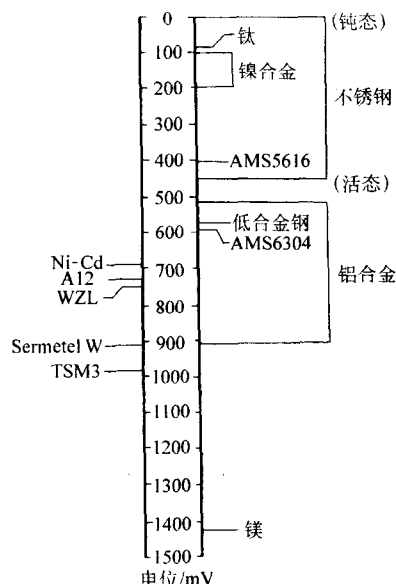 0
(钝态)
钛
100
镍合金
200
不锈钢
300
400
AMS5616
(活态)
500
低合金钢
600
AMS6304
Ni-Cd
700
铝合金
A12
WZL
800
Sermetel W
900
TSM3
1000
1100
1200
1300
1400
镁
1500
电位/mV